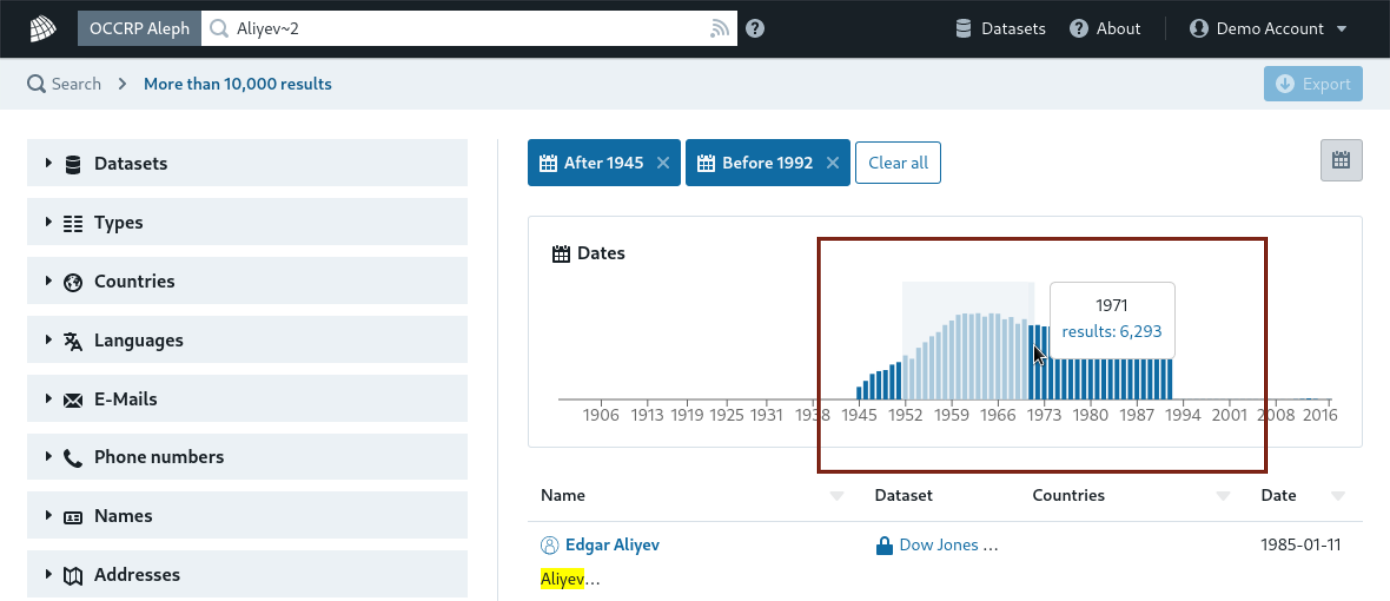 OCCRP Aleph Aliyev~2 Datasets About Demo Account
Search More than 10,000 results Export
Datasets
Types
Countries
Languages
E-Mails
Phone numbers
Names
Addresses
After 1945 Before 1992 Clear all
Dates
1971
results: 6,293
1906 1913 1919 1925 1931 1938 1945 1952 1959 1966 1973 1980 1987 1994 2001 2008 2016
Name Dataset Countries Date
Edgar Aliyev Dow Jones ... 1985-01-11
Aliyev...